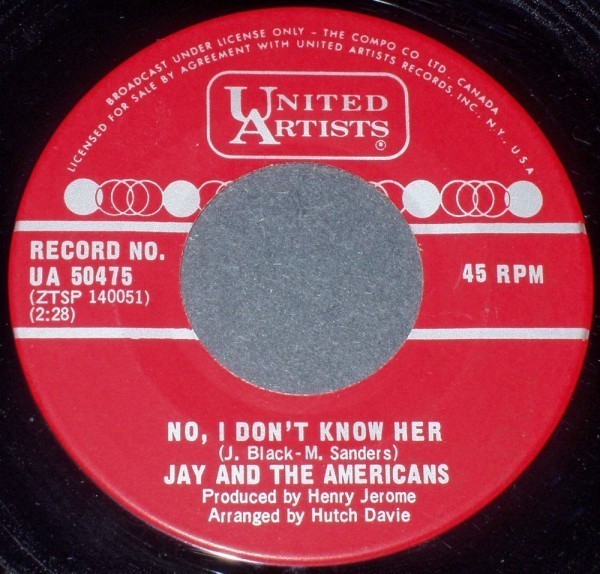 BROADCAST UNDER LICENSE ONLY - THE COMPO CO. LTD. CANADA
LICENSED FOR SALE BY AGREEMENT WITH UNITED ARTISTS RECORDS, INC., N.Y. USA
UNITED
ARTISTS
®
RECORD NO.
UA 50475
(ZTSP 140051)
(2:28)
45 RPM
NO, I DON'T KNOW HER
(J. Black-M. Sanders)
JAY AND THE AMERICANS
Produced by Henry Jerome
Arranged by Hutch Davie